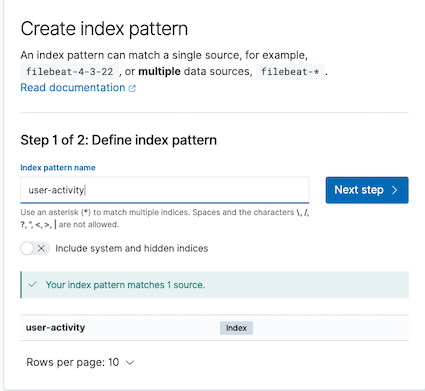 Create index pattern
An index pattern can match a single source, for example,
filebeat-4-3-22 , or multiple data sources, filebeat-* .
Read documentation
Step 1 of 2: Define index pattern
Index pattern name
user-activity
Next step
Use an asterisk (*) to match multiple indices. Spaces and the characters \, /,
?, ", <, >, | are not allowed.
Include system and hidden indices
Your index pattern matches 1 source.
user-activity Index
Rows per page: 10